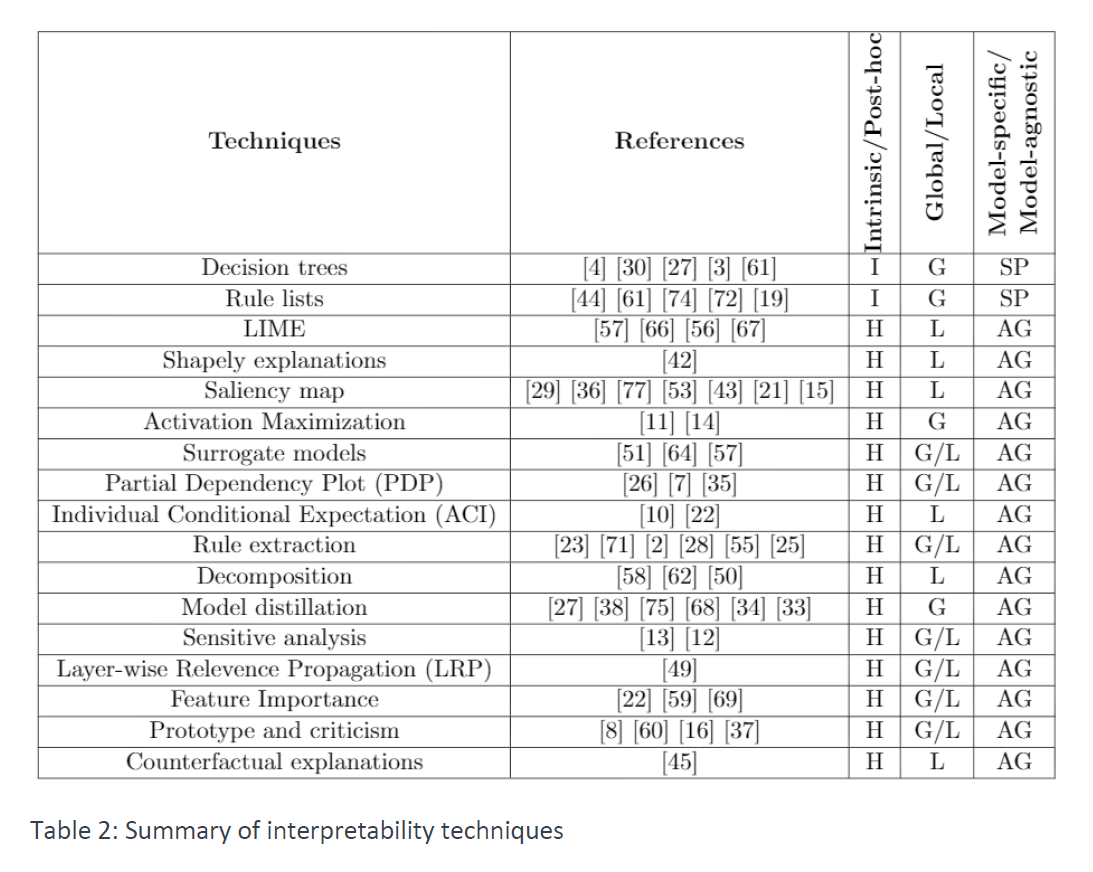 Techniques References Intrinsic/Post-hoc Global/Local Model-specific/
Model-agnostic
Decision trees [4] [30] [27] [3] [61] I G SP
Rule lists [44] [61] [74] [72] [19] I G SP
LIME [57] [66] [56] [67] H L AG
Shapely explanations [42] H L AG
Saliency map [29] [36] [77] [53] [43] [21] [15] H L AG
Activation Maximization [11] [14] H G AG
Surrogate models [51] [64] [57] H G/L AG
Partial Dependency Plot (PDP) [26] [7] [35] H G/L AG
Individual Conditional Expectation (ACI) [10] [22] H L AG
Rule extraction [23] [71] [2] [28] [55] [25] H G/L AG
Decomposition [58] [62] [50] H L AG
Model distillation [27] [38] [75] [68] [34] [33] H G AG
Sensitive analysis [13] [12] H G/L AG
Layer-wise Relevence Propagation (LRP) [49] H G/L AG
Feature Importance [22] [59] [69] H G/L AG
Prototype and criticism [8] [60] [16] [37] H G/L AG
Counterfactual explanations [45] H L AG
Table 2: Summary of interpretability techniques